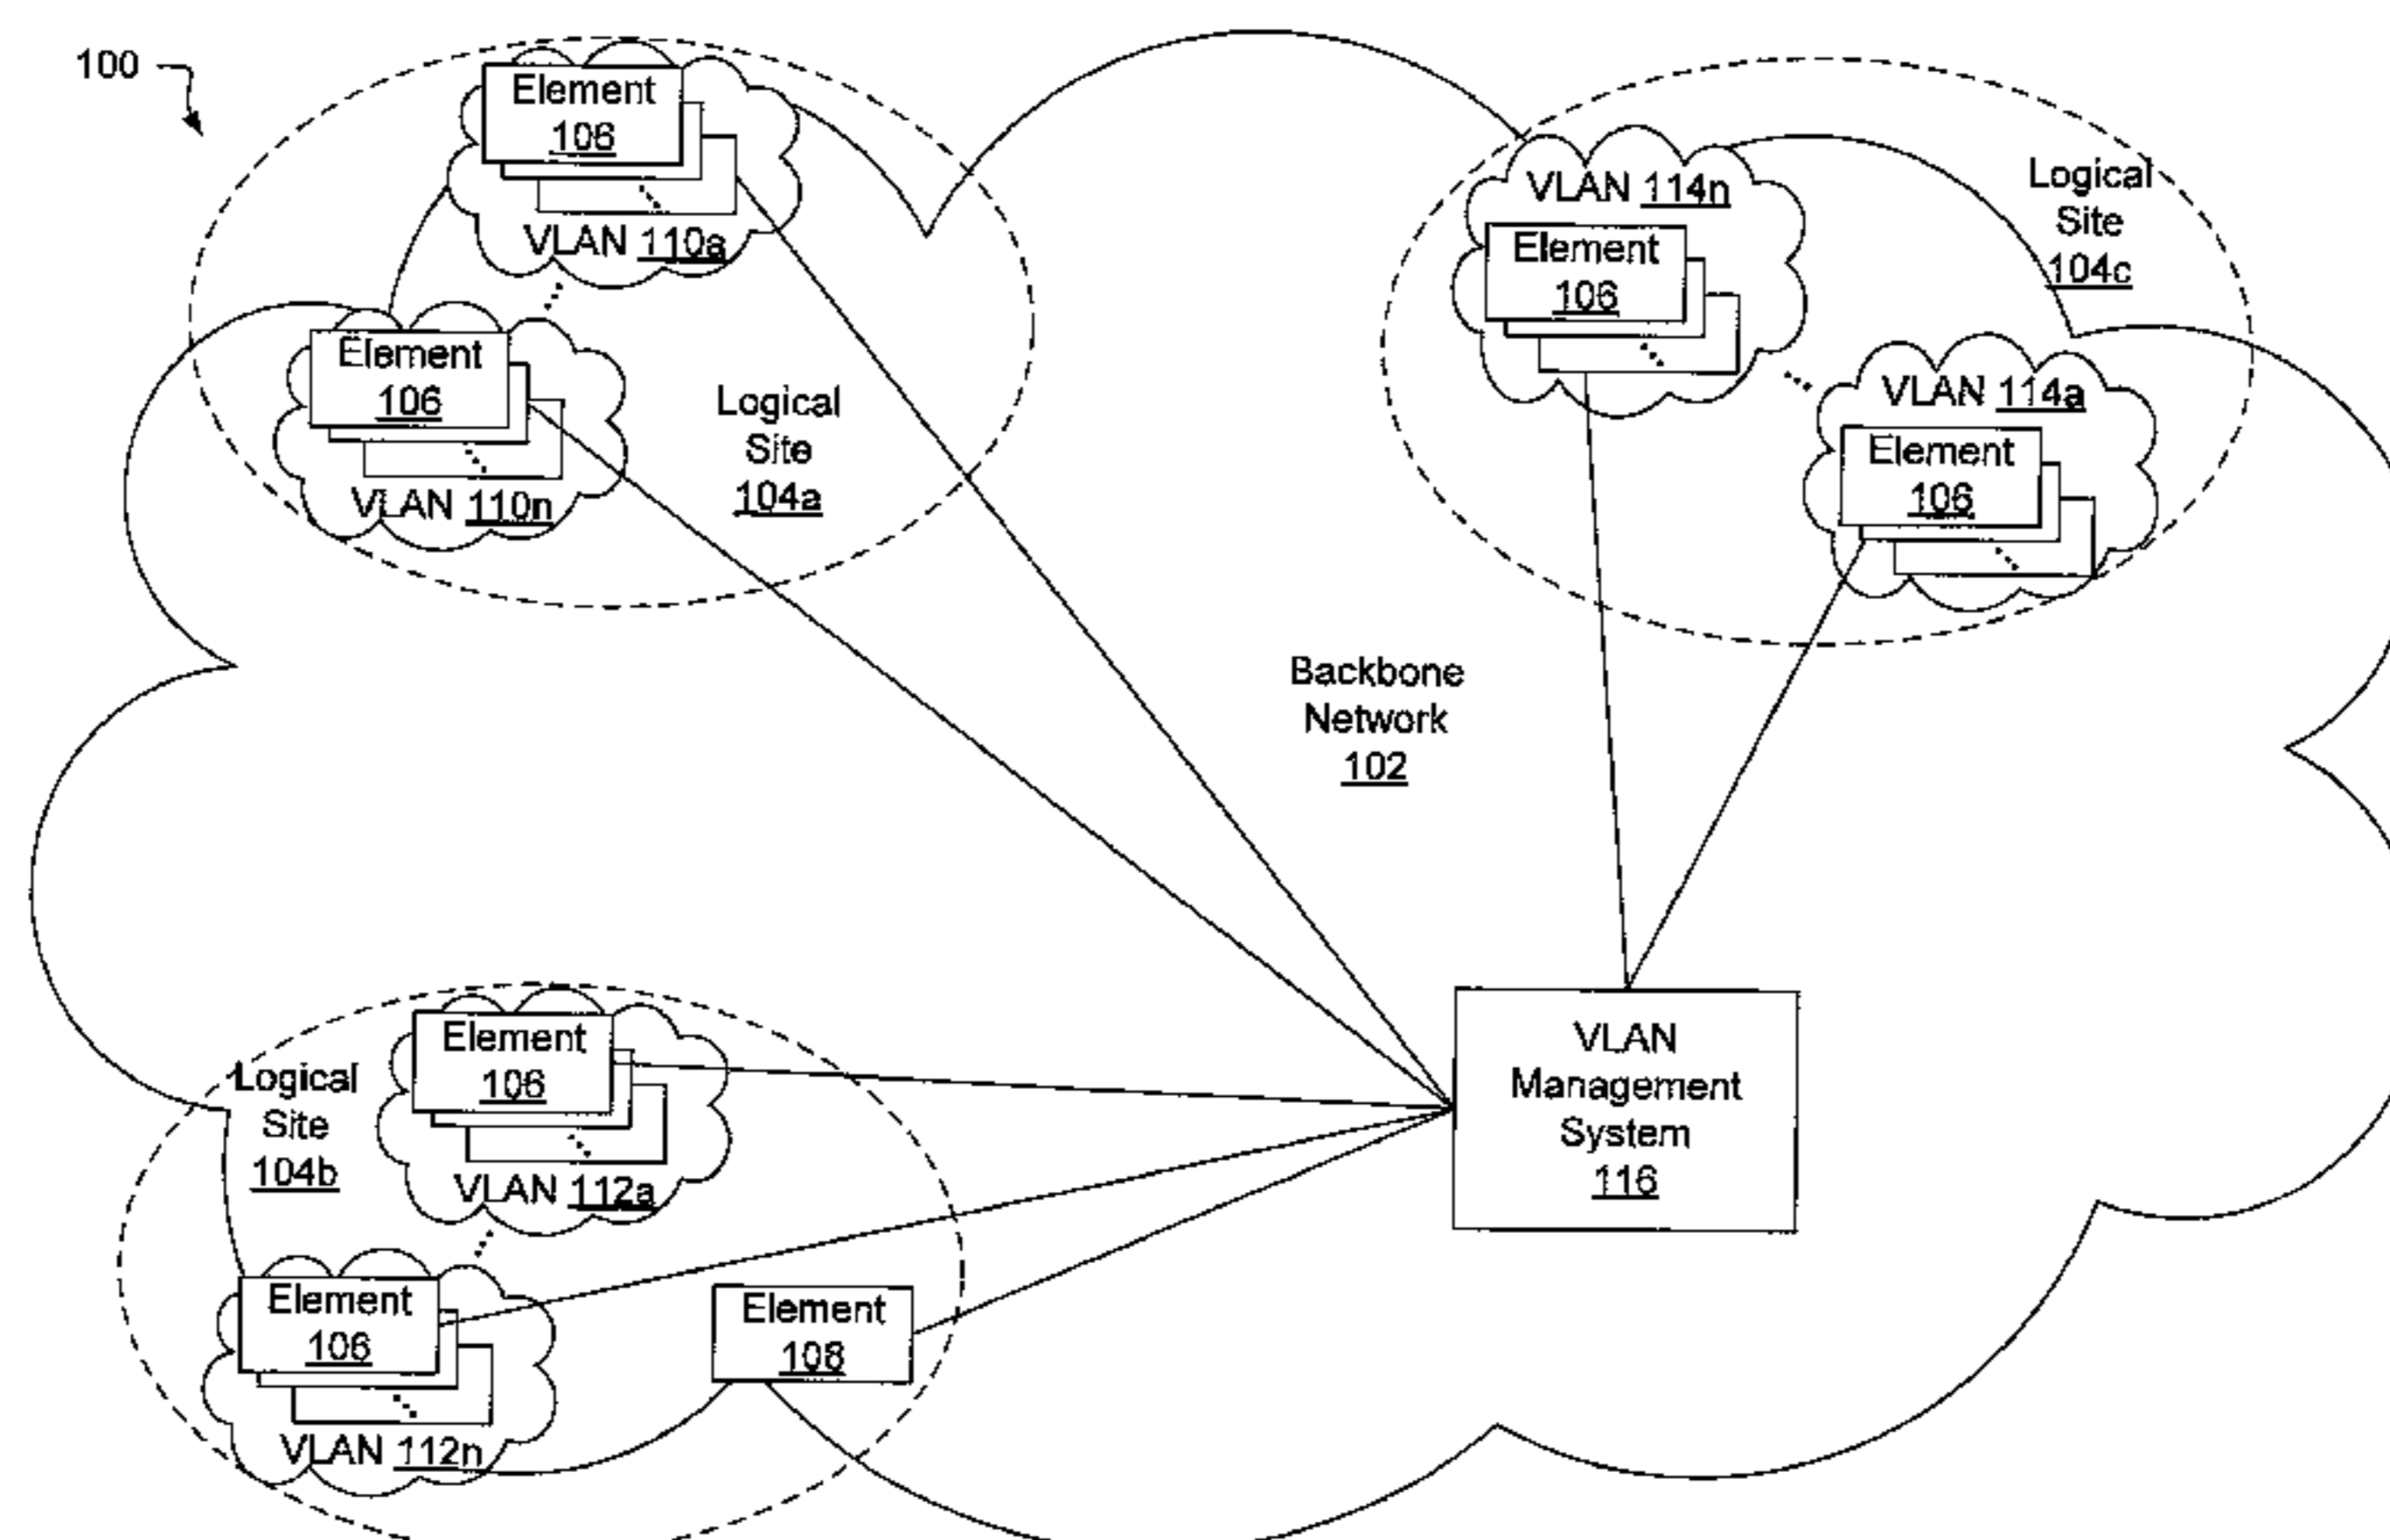 100
Element
106
VLAN 110a
Element
106
VLAN 110n
Logical
Site
104a
VLAN 114n
Element
106
Logical
Site
104c
VLAN 114a
Element
106
Backbone
Network
102
Logical
Site
104b
Element
106
VLAN 112a
Element
106
VLAN 112n
Element
108
VLAN
Management
System
116